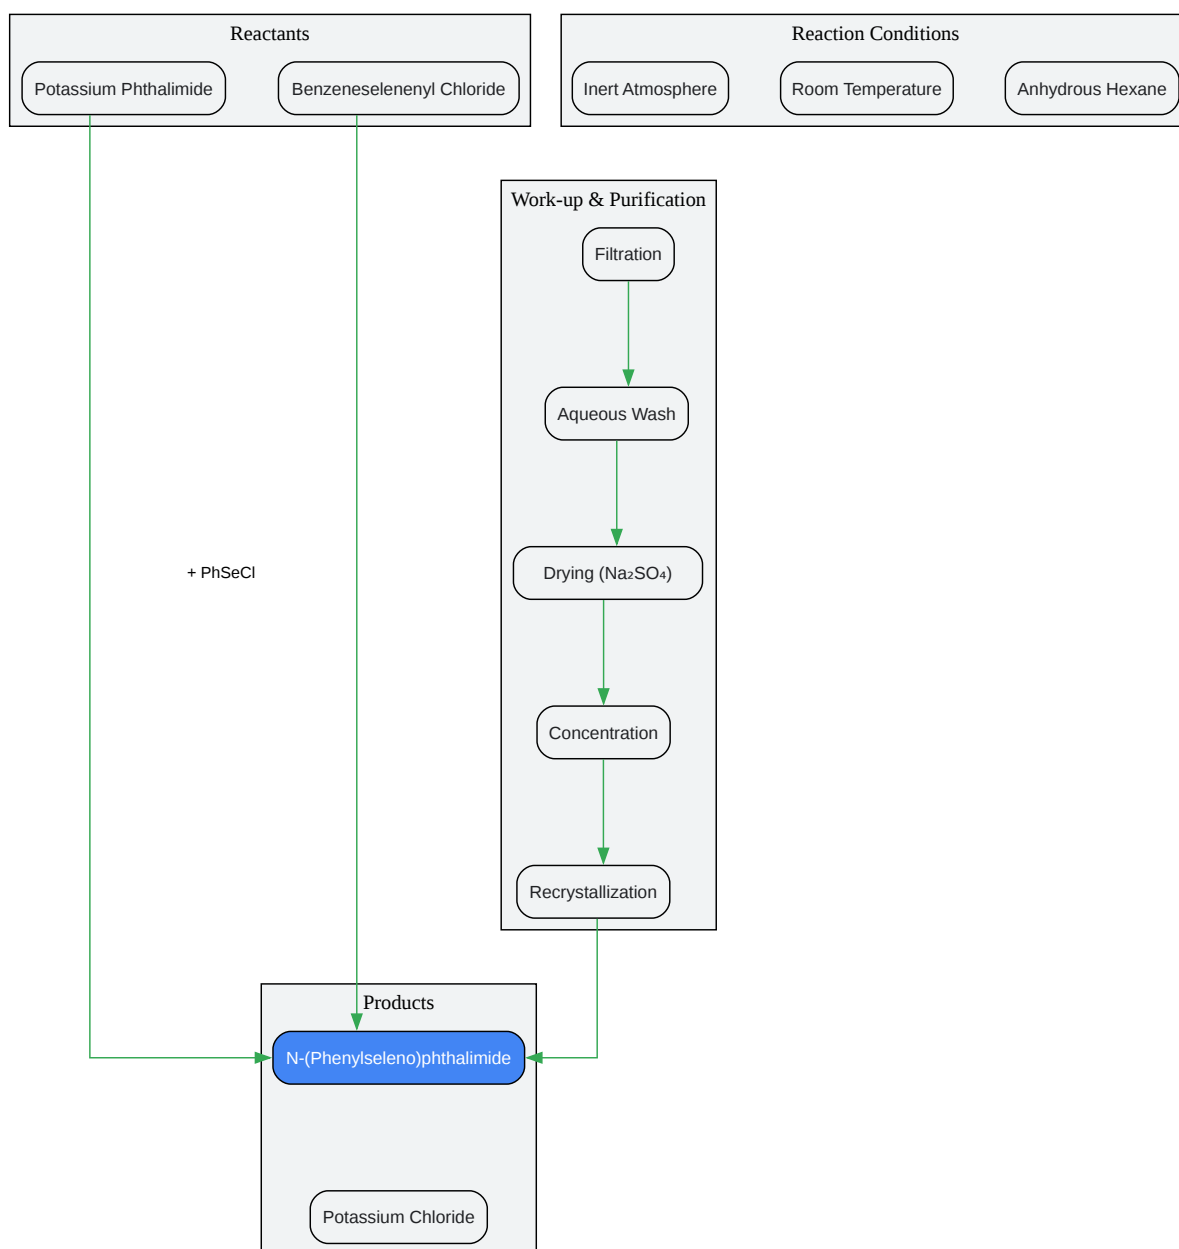 Reactants
Potassium Phthalimide
Benzeneselenenyl Chloride
Reaction Conditions
Inert Atmosphere
Room Temperature
Anhydrous Hexane
Work-up & Purification
Filtration
Aqueous Wash
+ PhSeCl
Drying (Na₂SO₄)
Concentration
Recrystallization
Products
N-(Phenylseleno)phthalimide
Potassium Chloride